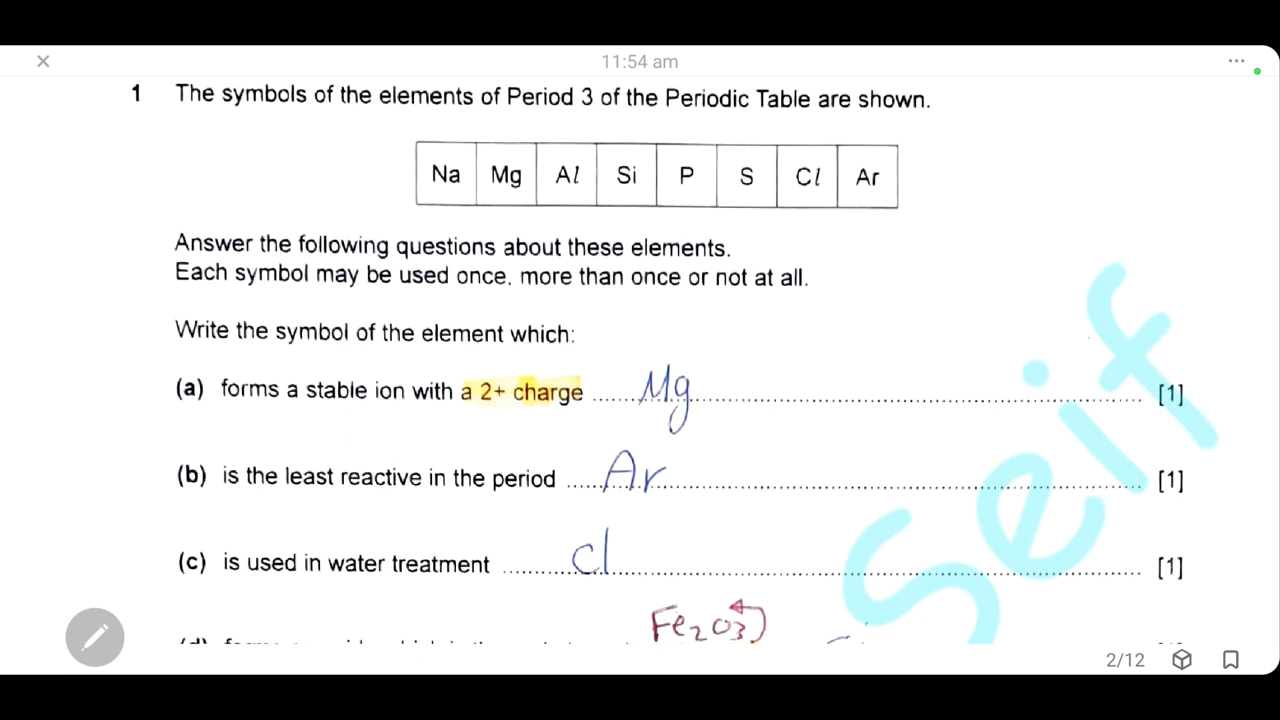 11:54 am
1 The symbols of the elements of Period 3 of the Periodic Table are shown.
Na Mg Al Si P S Cl Ar
Answer the following questions about these elements.
Each symbol may be used once, more than once or not at all.
Write the symbol of the element which:
(a) forms a stable ion with a 2+ charge ...... Mg ...... [1]
(b) is the least reactive in the period ...... Ar ...... [1]
(c) is used in water treatment ...... Cl ...... [1]
Fe2O3
(d)
2/12
Seif